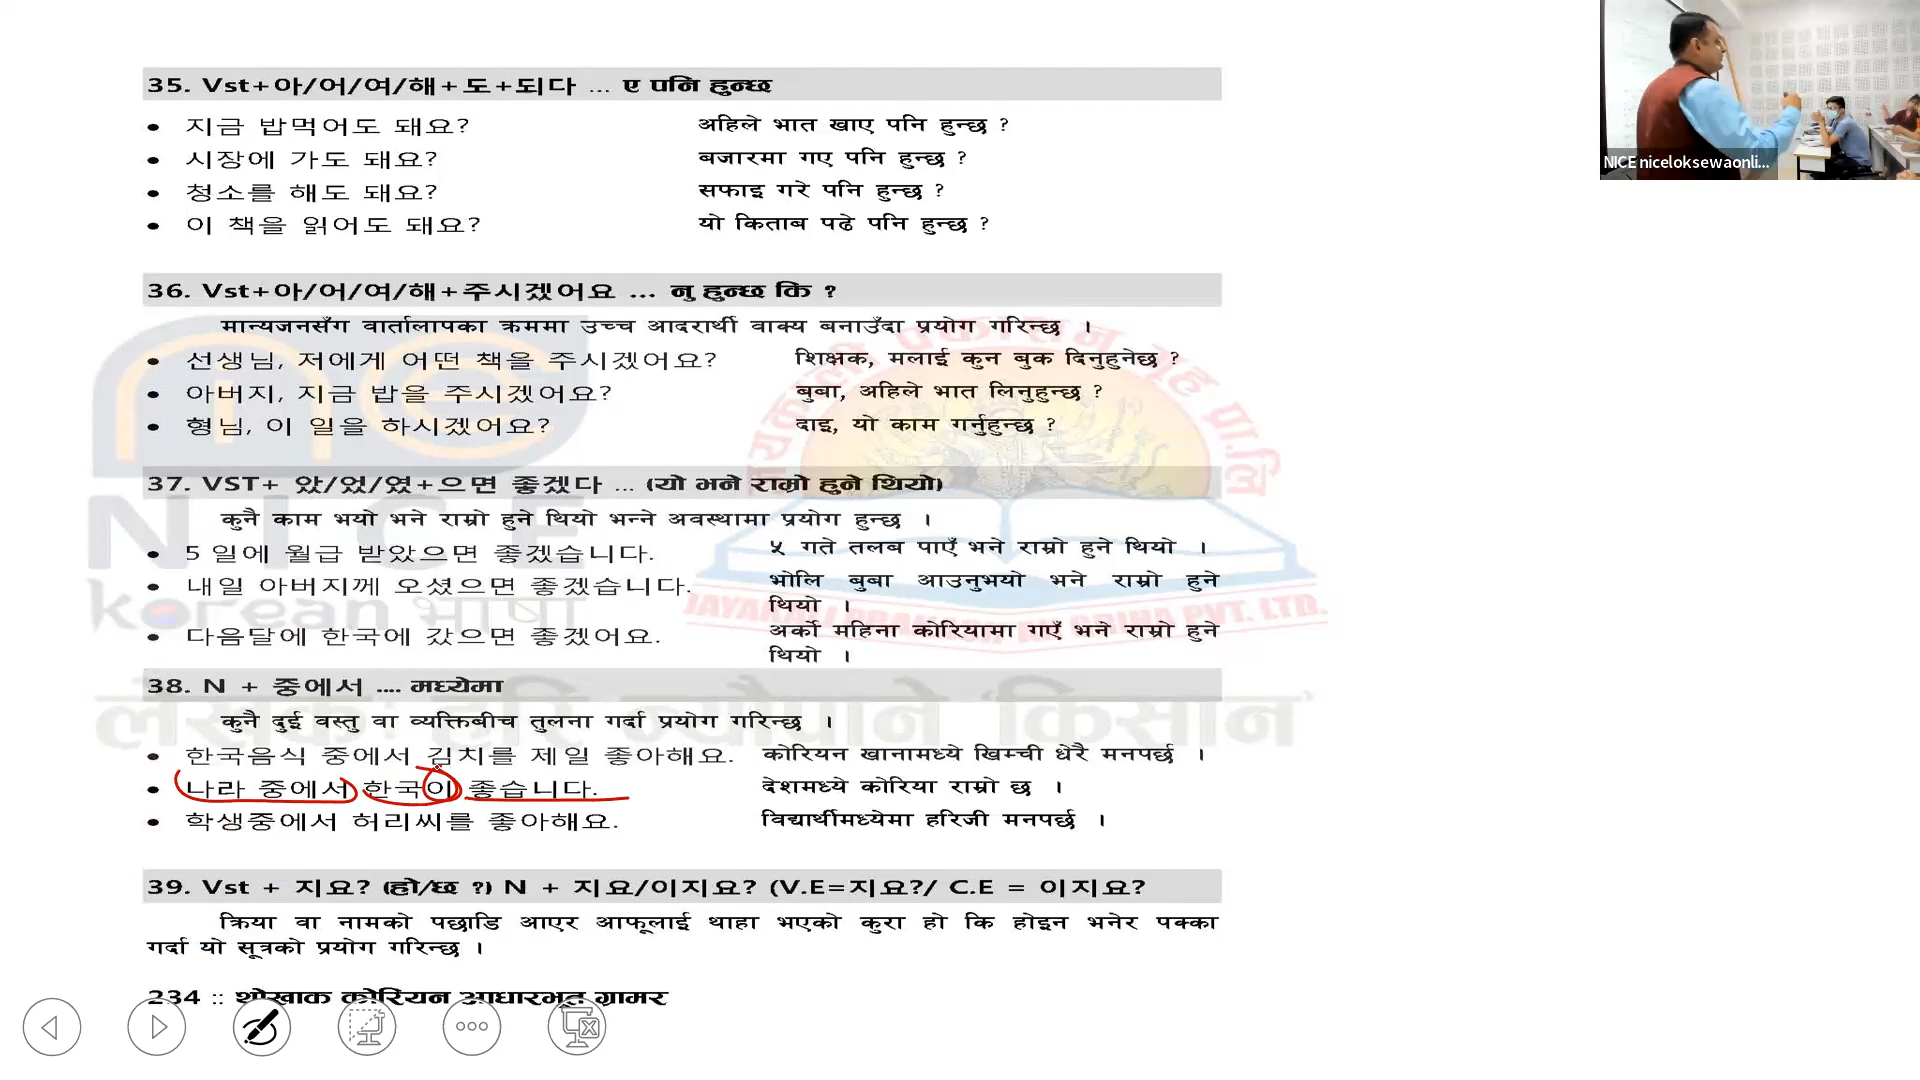 35. Vst+아/어/여/해+도+되다 ... ए पनि हुन्छ
• 지금 밥먹어도 돼요? अहिले भात खाए पनि हुन्छ ?
• 시장에 가도 돼요? बजारमा गए पनि हुन्छ ?
• 청소를 해도 돼요? सफाइ गरे पनि हुन्छ ?
• 이 책을 읽어도 돼요? यो किताब पढे पनि हुन्छ ?
36. Vst+아/어/여/해+주시겠어요 ... नु हुन्छ कि ?
मान्यजनसँग वार्तालापका क्रममा उच्च आदरार्थी वाक्य बनाउँदा प्रयोग गरिन्छ ।
• 선생님, 저에게 어떤 책을 주시겠어요? शिक्षक, मलाई कुन बुक दिनुहुनेछ ?
• 아버지, 지금 밥을 주시겠어요? बुबा, अहिले भात लिनुहुन्छ ?
• 형님, 이 일을 하시겠어요? दाइ, यो काम गर्नुहुन्छ ?
37. VST+ 았/었/였+으면 좋겠다 ... (यो भने राम्रो हुने थियो)
कुनै काम भयो भने राम्रो हुने थियो भन्ने अवस्थामा प्रयोग हुन्छ ।
• 5 일에 월급 받았으면 좋겠습니다. ५ गते तलब पाएँ भने राम्रो हुने थियो ।
• 내일 아버지께 오셨으면 좋겠습니다. भोलि बुबा आउनुभयो भने राम्रो हुने
थियो ।
• 다음달에 한국에 갔으면 좋겠어요. अर्को महिना कोरियामा गएँ भने राम्रो हुने
थियो ।
38. N + 중에서 .... मध्येमा
कुनै दुई वस्तु वा व्यक्तिबीच तुलना गर्दा प्रयोग गरिन्छ ।
• 한국음식 중에서 김치를 제일 좋아해요. कोरियन खानामध्ये खिम्ची धेरै मनपर्छ ।
• 나라 중에서 한국이 좋습니다. देशमध्ये कोरिया राम्रो छ ।
• 학생중에서 허리씨를 좋아해요. विद्यार्थीमध्येमा हरिजी मनपर्छ ।
39. Vst + 지요? (हो/छ ?) N + 지요/이지요? (V.E=지요?/ C.E = 이지요?
क्रिया वा नामको पछाडि आएर आफूलाई थाहा भएको कुरा हो कि होइन भनेर पक्का
गर्दा यो सूत्रको प्रयोग गरिन्छ ।
234 :: थोखाक कोरियन आधारभूत ग्रामर
NICE niceloksewaonli...
NICE
korean भाषा
लेखकः हरि न्यौपाने 'किसान'